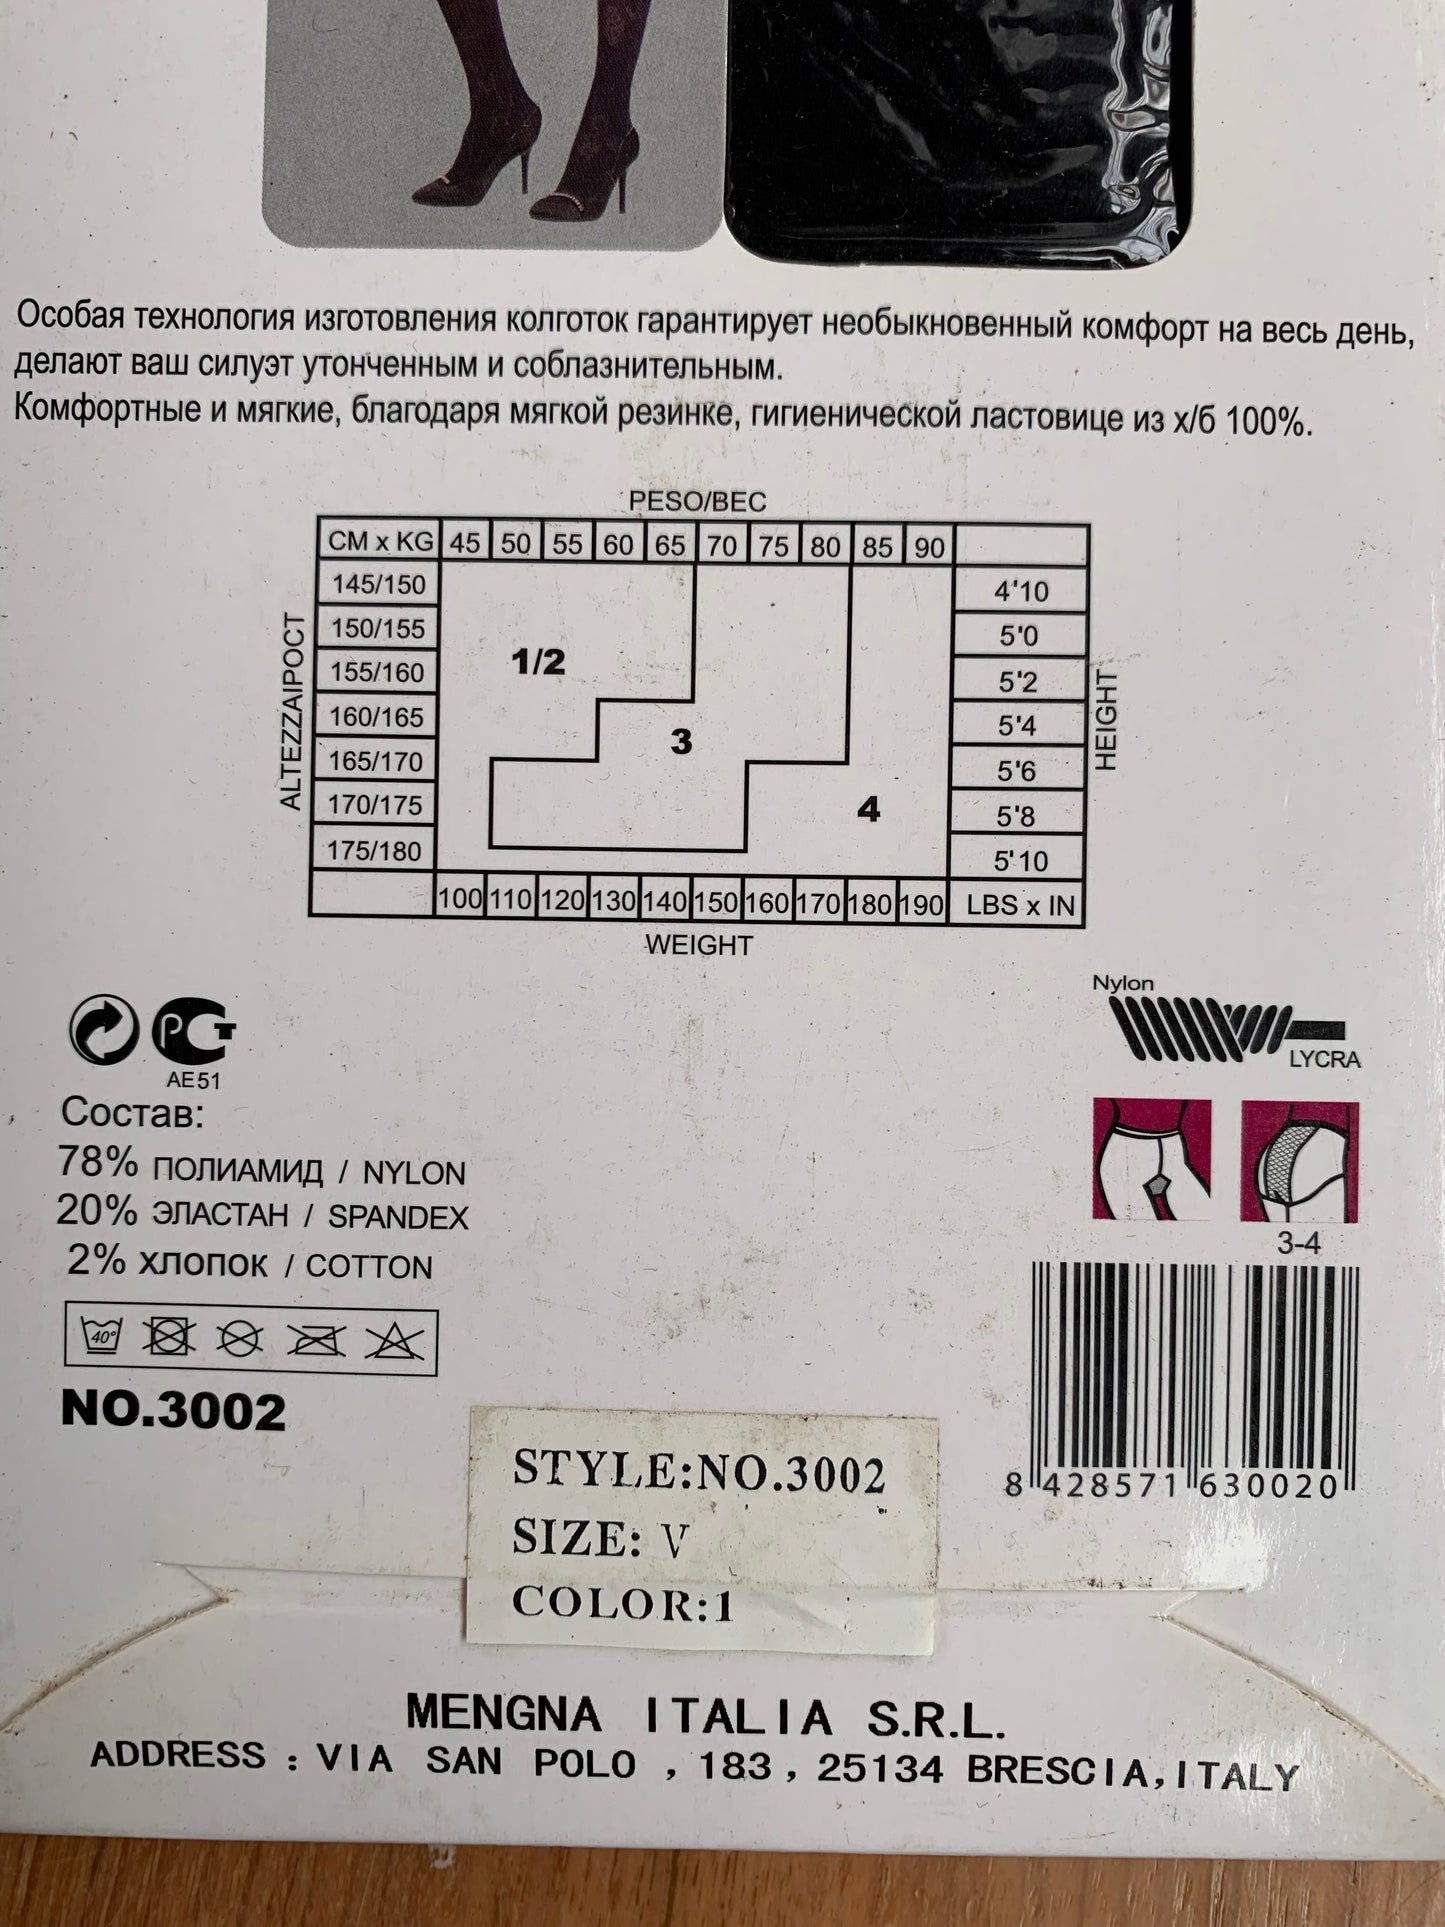 Особая технология изготовления колготок гарантирует необыкновенный комфорт на весь день,
делают ваш силуэт утонченным и соблазнительным.
Комфортные и мягкие, благодаря мягкой резинке, гигиенической ластовице из х/б 100%.
PESO/ВЕС
CM x KG 45 50 55 60 65 70 75 80 85 90
145/150 4'10
150/155 5'0
155/160 1/2 5'2
160/165 5'4
165/170 3 5'6
170/175 4 5'8
175/180 5'10
100 110 120 130 140 150 160 170 180 190 LBS x IN
ALTEZZA|РОСТ
HEIGHT
WEIGHT
Nylon
LYCRA
РСТ
АЕ51
Состав:
78% ПОЛИАМИД / NYLON
20% ЭЛАСТАН / SPANDEX
2% ХЛОПОК / COTTON
3-4
40°
NO.3002
8 428571 630020
STYLE:NO.3002
SIZE: V
COLOR:1
MENGNA ITALIA S.R.L.
ADDRESS : VIA SAN POLO , 183 , 25134 BRESCIA, ITALY